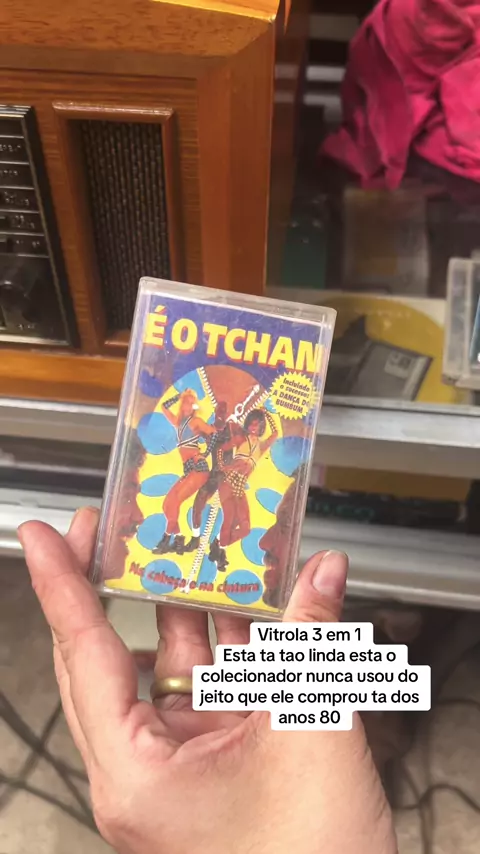 É O TCHAN
Incluindo
o sucesso:
A DANÇA DO
BUMBUM
Na cabeça e na cintura
Vitrola 3 em 1
Esta ta tao linda esta o
colecionador nunca usou do
jeito que ele comprou ta dos
anos 80